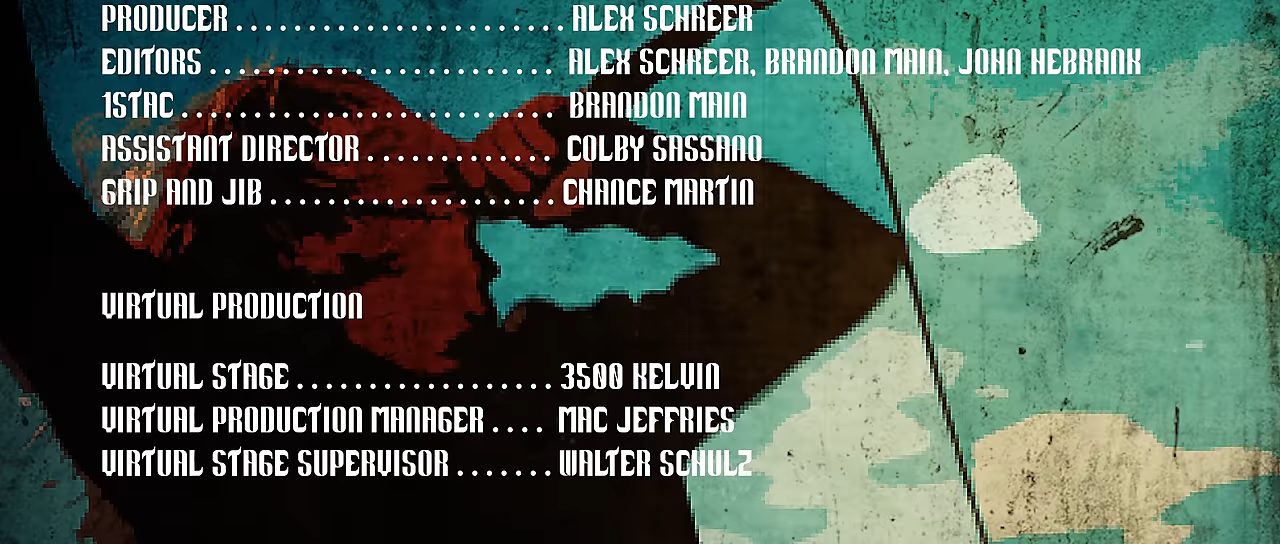 PRODUCER ........................ ALEX SCHREER
EDITORS ........................ ALEX SCHREER, BRANDON MAIN, JOHN HEBRANK
1STAC .......................... BRANDON MAIN
ASSISTANT DIRECTOR .............. COLBY SASSANO
GRIP AND JIB ..................... CHANCE MARTIN
VIRTUAL PRODUCTION
VIRTUAL STAGE ................... 3500 KELVIN
VIRTUAL PRODUCTION MANAGER .... MAC JEFFRIES
VIRTUAL STAGE SUPERVISOR ....... WALTER SCHULZ